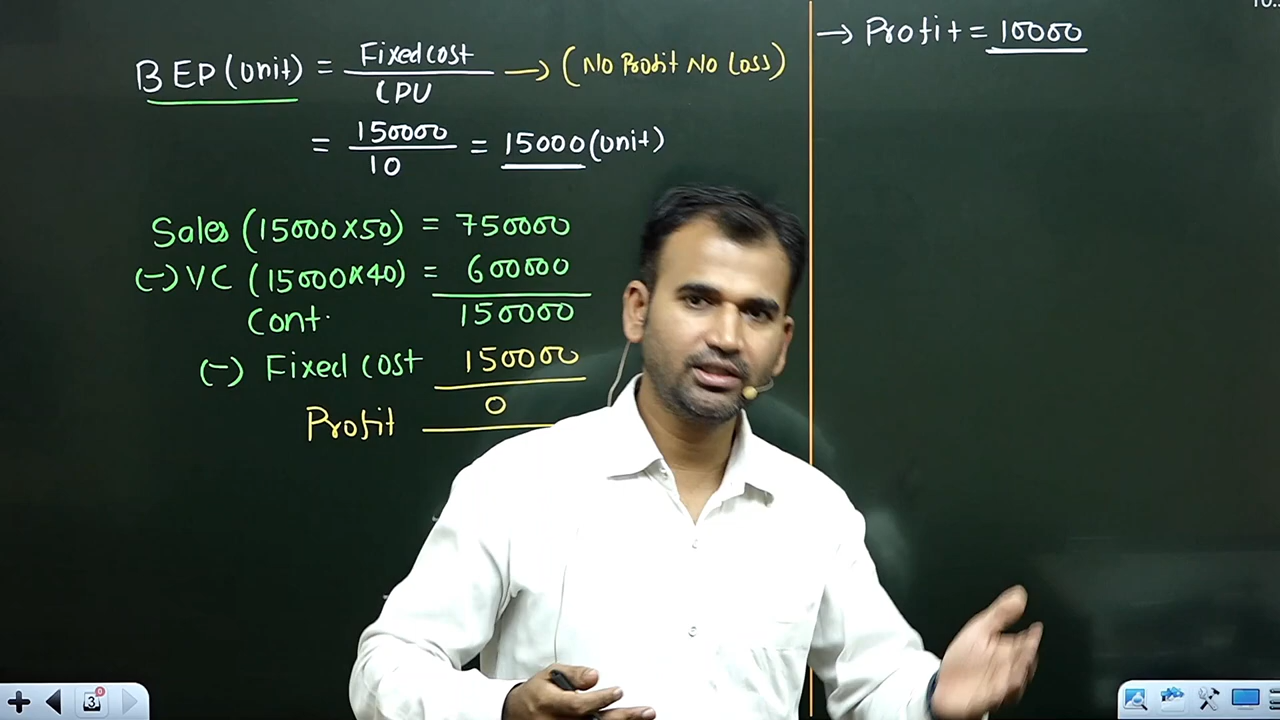 BEP (Unit) = Fixed cost / CPU → (No Profit No Loss)
= 150000 / 10 = 15000 (Unit)
Sales (15000×50) = 750000
(-) VC (15000×40) = 600000
Cont. 150000
(-) Fixed Cost 150000
Profit 0
→ Profit = 10000
3